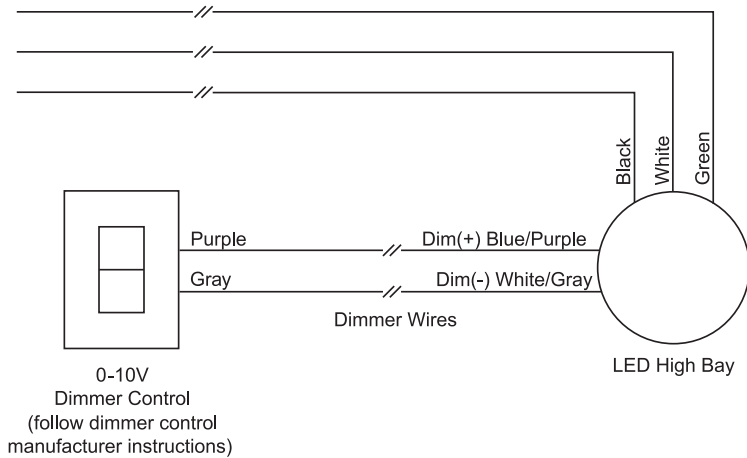 Black
White
Green
Purple
Dim(+) Blue/Purple
Gray
Dim(-) White/Gray
Dimmer Wires
LED High Bay
0-10V
Dimmer Control
(follow dimmer control
manufacturer instructions)